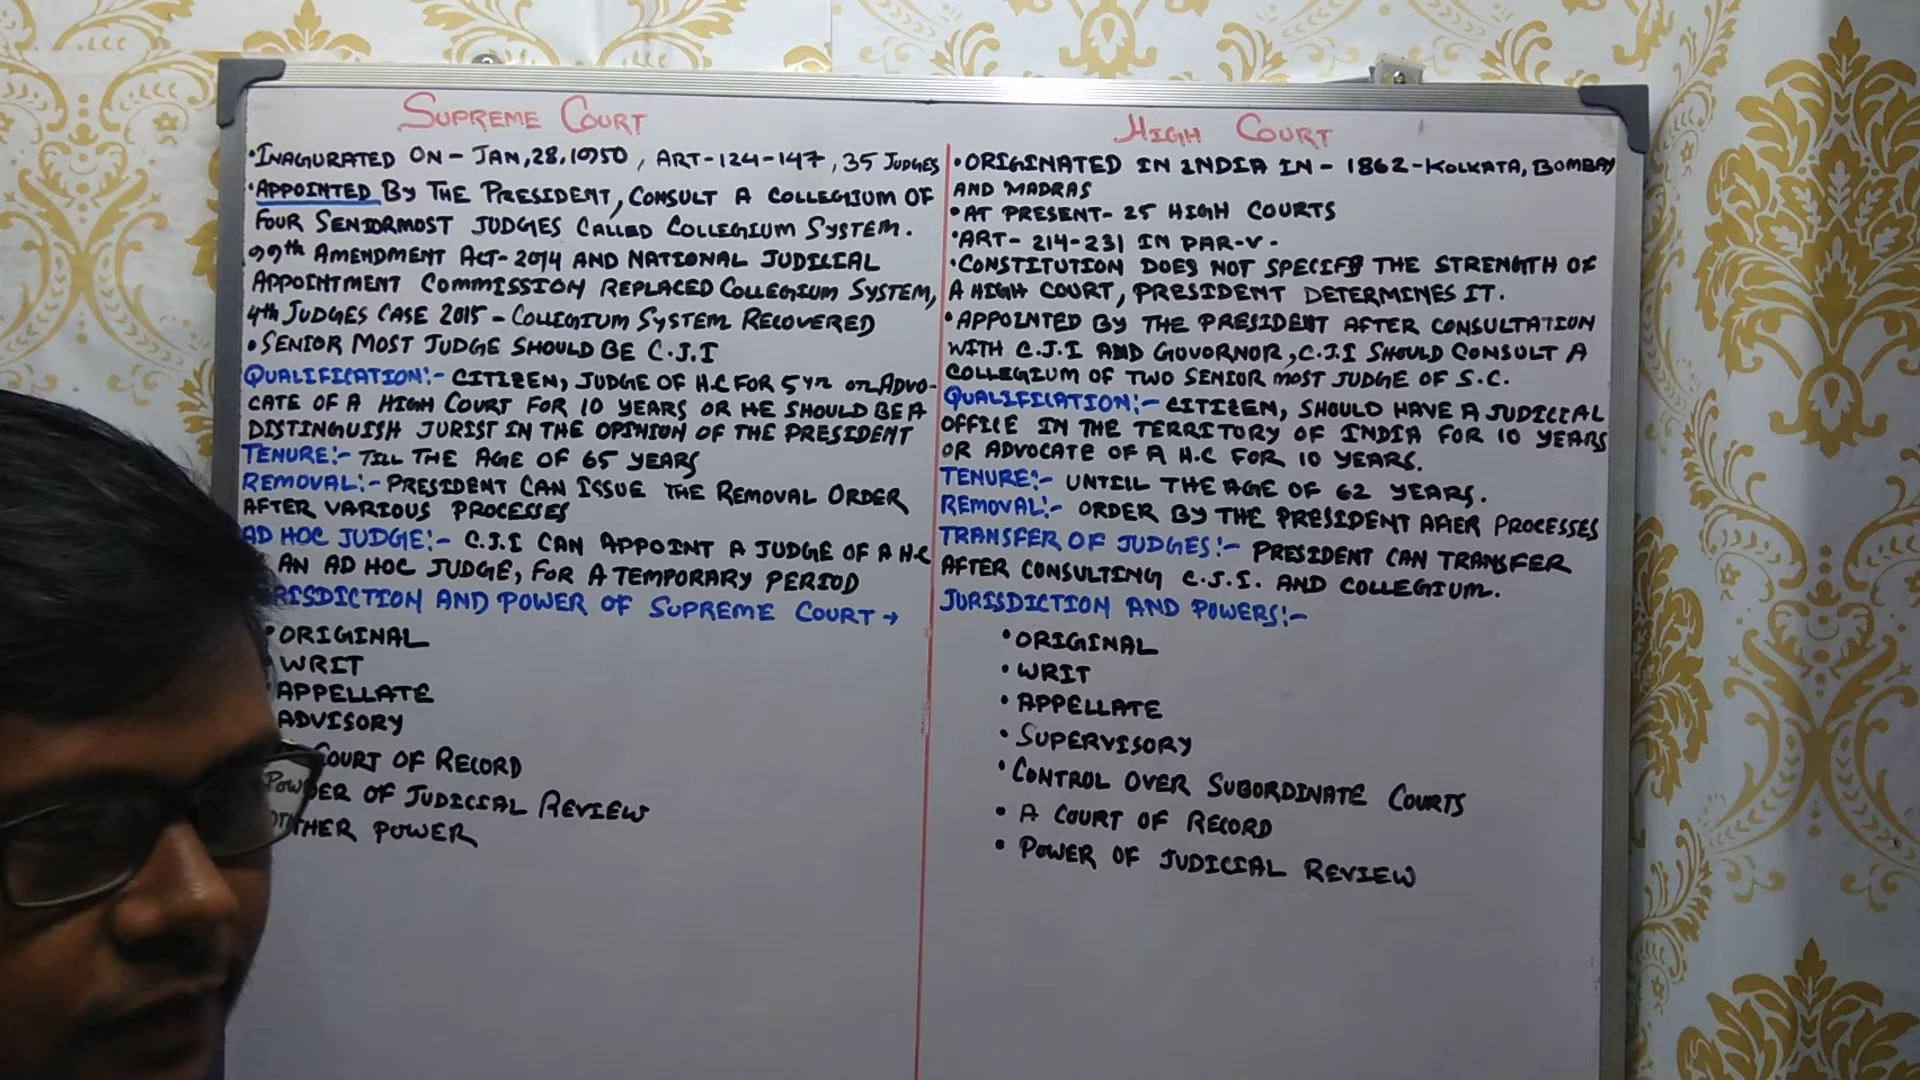 SUPREME COURT
• INAGURATED ON - JAN, 28, 1950, ART-124-147, 35 JUDGES
• APPOINTED BY THE PRESIDENT, CONSULT A COLLEGIUM OF
FOUR SENIORMOST JUDGES CALLED COLLEGIUM SYSTEM.
99th AMENDMENT ACT-2014 AND NATIONAL JUDICIAL
APPOINTMENT COMMISSION REPLACED COLLEGIUM SYSTEM,
4th JUDGES CASE 2015 - COLLEGIUM SYSTEM RECOVERED
• SENIOR MOST JUDGE SHOULD BE C.J.I
QUALIFICATION:- CITIZEN, JUDGE OF H.C FOR 5 YR OR ADVO-
CATE OF A HIGH COURT FOR 10 YEARS OR HE SHOULD BE A
DISTINGUISH JURIST IN THE OPINION OF THE PRESIDENT
TENURE:- TILL THE AGE OF 65 YEARS
REMOVAL:- PRESIDENT CAN ISSUE THE REMOVAL ORDER
AFTER VARIOUS PROCESSES
AD HOC JUDGE:- C.J.I CAN APPOINT A JUDGE OF A H.C
AN AD HOC JUDGE, FOR A TEMPORARY PERIOD
RISDICTION AND POWER OF SUPREME COURT →
• ORIGINAL
• WRIT
• APPELLATE
ADVISORY
COURT OF RECORD
POWER OF JUDICIAL REVIEW
OTHER POWER
HIGH COURT
• ORIGINATED IN INDIA IN - 1862 - KOLKATA, BOMBAY
AND MADRAS
• AT PRESENT - 25 HIGH COURTS
• ART - 214-231 IN PAR-V -
• CONSTITUTION DOES NOT SPECIFY THE STRENGTH OF
A HIGH COURT, PRESIDENT DETERMINES IT.
• APPOINTED BY THE PRESIDENT AFTER CONSULTATION
WITH C.J.I AND GUVORNOR, C.J.I SHOULD CONSULT A
COLLEGIUM OF TWO SENIOR MOST JUDGE OF S.C.
QUALIFICATION:- CITIZEN, SHOULD HAVE A JUDICIAL
OFFICE IN THE TERRITORY OF INDIA FOR 10 YEARS
OR ADVOCATE OF A H.C FOR 10 YEARS.
TENURE:- UNTIL THE AGE OF 62 YEARS.
REMOVAL:- ORDER BY THE PRESIDENT AFTER PROCESSES
TRANSFER OF JUDGES:- PRESIDENT CAN TRANSFER
AFTER CONSULTING C.J.I. AND COLLEGIUM.
JURISDICTION AND POWERS:-
• ORIGINAL
• WRIT
• APPELLATE
• SUPERVISORY
• CONTROL OVER SUBORDINATE COURTS
• A COURT OF RECORD
• POWER OF JUDICIAL REVIEW